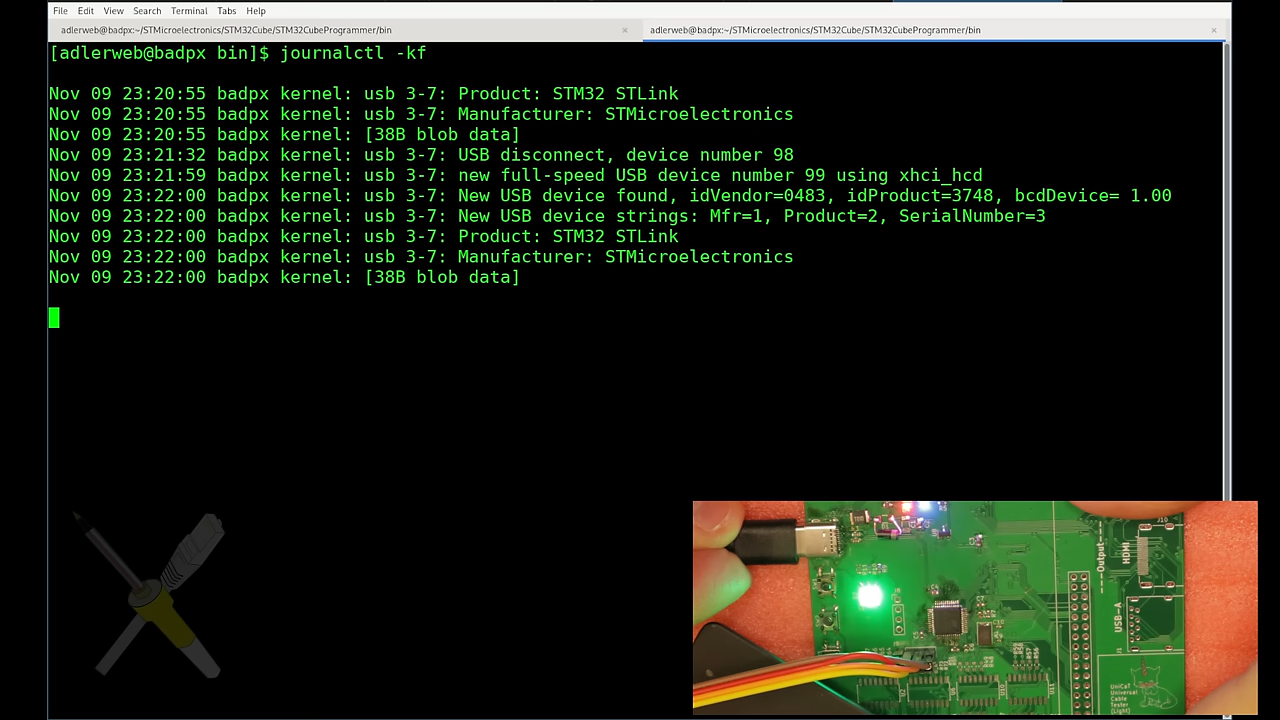 File Edit View Search Terminal Tabs Help
adlerweb@badpx:~/STMicroelectronics/STM32Cube/STM32CubeProgrammer/bin × adlerweb@badpx:~/STMicroelectronics/STM32Cube/STM32CubeProgrammer/bin ×
[adlerweb@badpx bin]$ journalctl -kf
Nov 09 23:20:55 badpx kernel: usb 3-7: Product: STM32 STLink
Nov 09 23:20:55 badpx kernel: usb 3-7: Manufacturer: STMicroelectronics
Nov 09 23:20:55 badpx kernel: [38B blob data]
Nov 09 23:21:32 badpx kernel: usb 3-7: USB disconnect, device number 98
Nov 09 23:21:59 badpx kernel: usb 3-7: new full-speed USB device number 99 using xhci_hcd
Nov 09 23:22:00 badpx kernel: usb 3-7: New USB device found, idVendor=0483, idProduct=3748, bcdDevice= 1.00
Nov 09 23:22:00 badpx kernel: usb 3-7: New USB device strings: Mfr=1, Product=2, SerialNumber=3
Nov 09 23:22:00 badpx kernel: usb 3-7: Product: STM32 STLink
Nov 09 23:22:00 badpx kernel: usb 3-7: Manufacturer: STMicroelectronics
Nov 09 23:22:00 badpx kernel: [38B blob data]
J10
---Output---
HDMI
USB-A
U2
U10
U11
UniCaT
Universal
Cable
Tester
(Light)